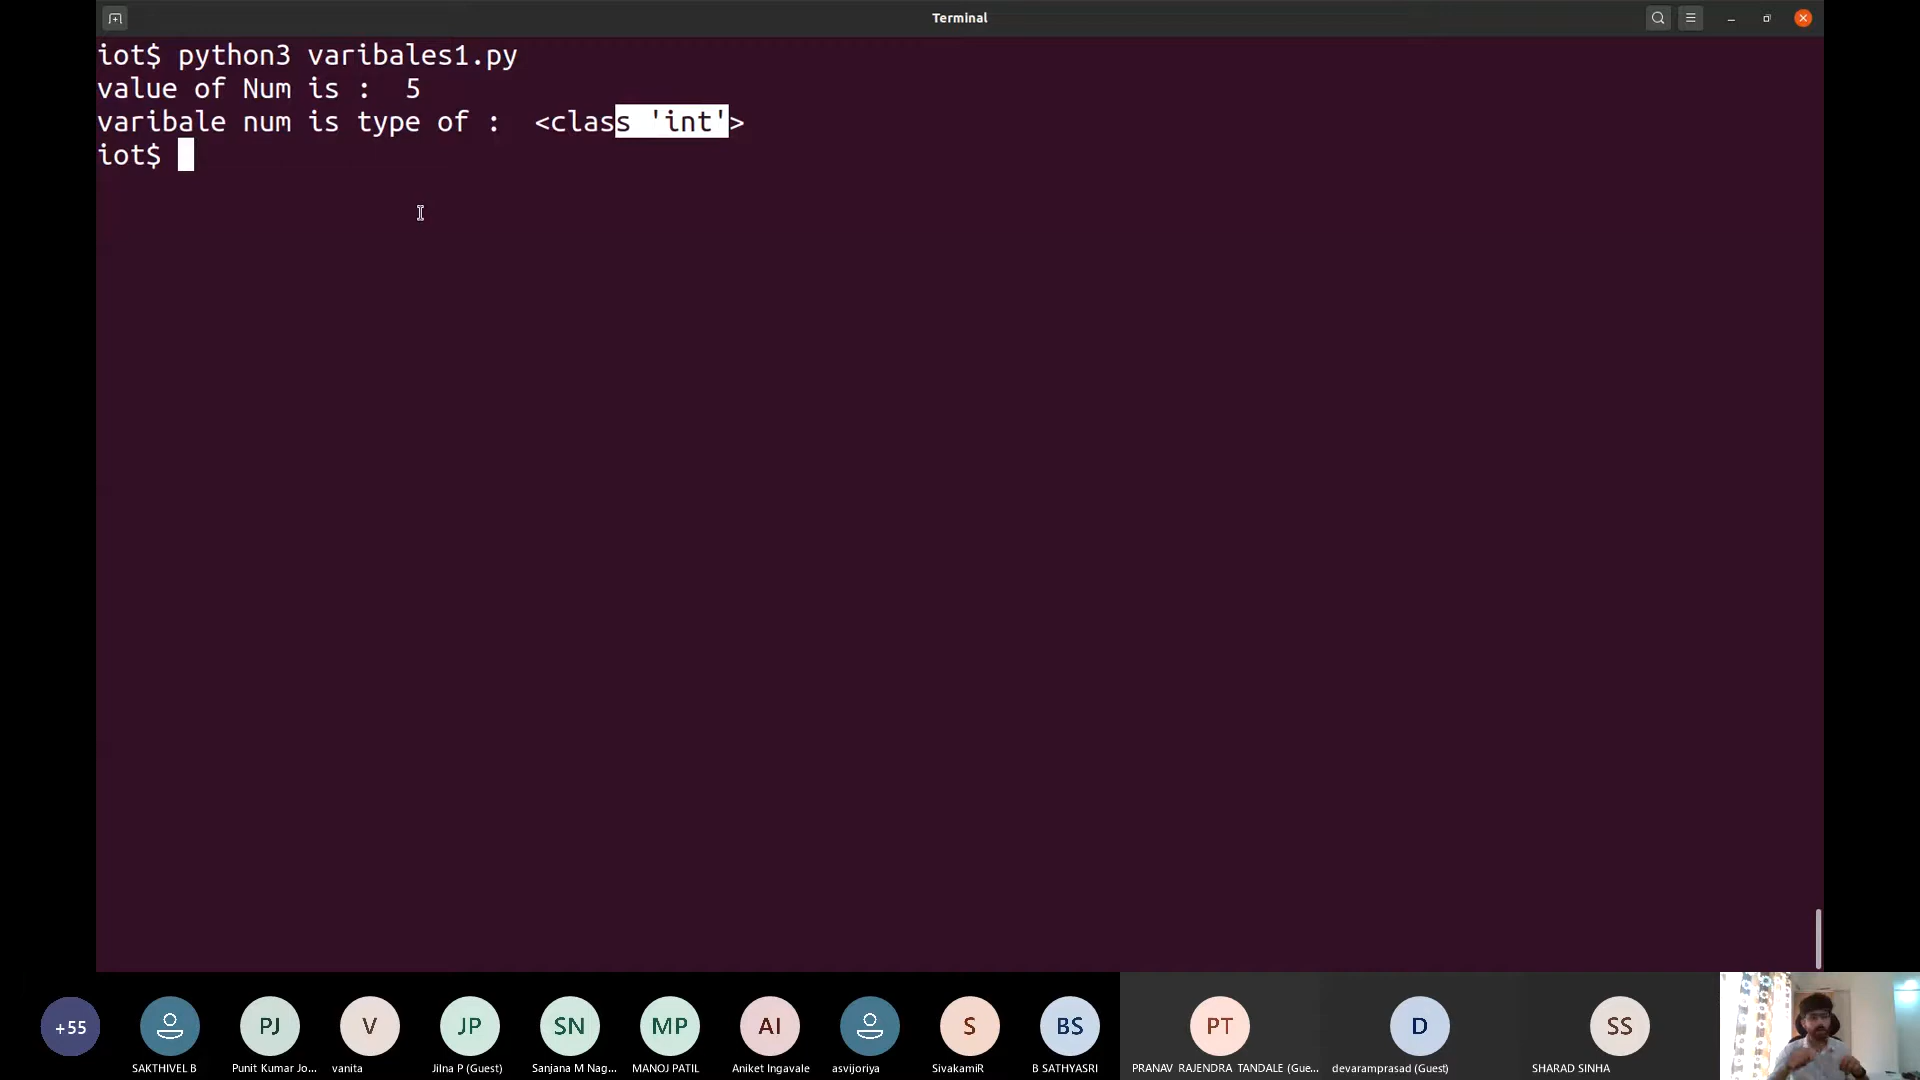 Terminal
iot$ python3 varibales1.py
value of Num is :  5
varibale num is type of :  <class 'int'>
iot$
+55
PJ
V
JP
SN
MP
AI
S
BS
PT
D
SS
SAKTHIVEL B
Punit Kumar Jo...
vanita
Jilna P (Guest)
Sanjana M Nag...
MANOJ PATIL
Aniket Ingavale
asvijoriya
SivakamiR
B SATHYASRI
PRANAV RAJENDRA TANDALE (Gue...
devaramprasad (Guest)
SHARAD SINHA